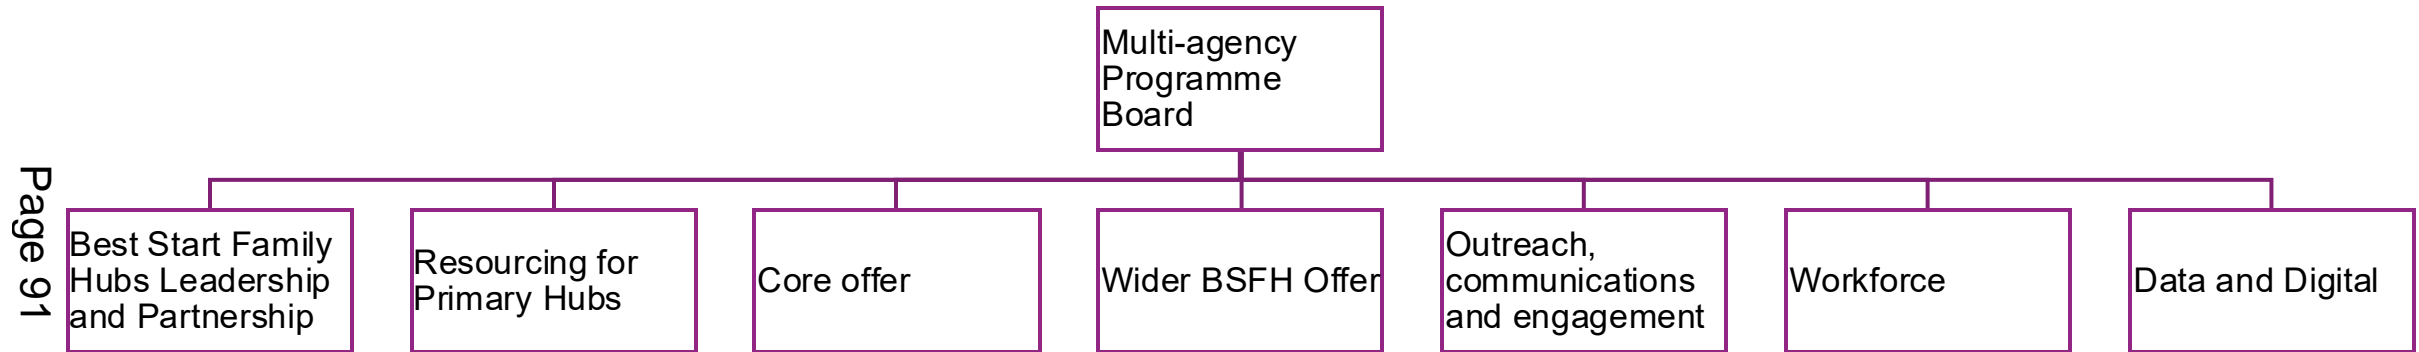 Multi-agency
Programme
Board
Page 91
Best Start Family
Hubs Leadership
and Partnership
Resourcing for
Primary Hubs
Core offer
Wider BSFH Offer
Outreach,
communications
and engagement
Workforce
Data and Digital